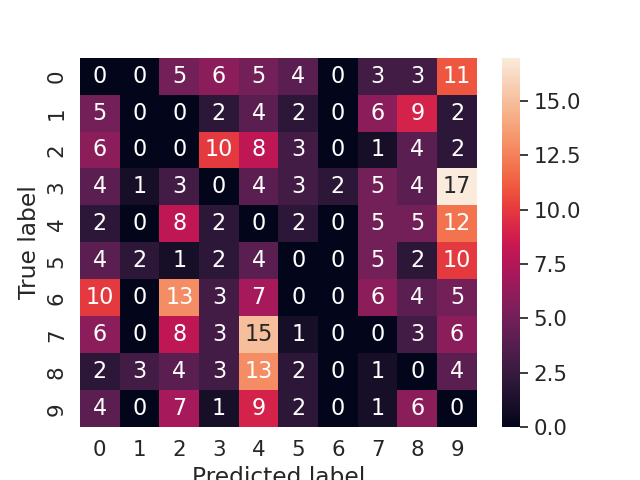 0 0 0 5 6 5 4 0 3 3 11
1 5 0 0 2 4 2 0 6 9 2
2 6 0 0 10 8 3 0 1 4 2
3 4 1 3 0 4 3 2 5 4 17
4 2 0 8 2 0 2 0 5 5 12
5 4 2 1 2 4 0 0 5 2 10
6 10 0 13 3 7 0 0 6 4 5
7 6 0 8 3 15 1 0 0 3 6
8 2 3 4 3 13 2 0 1 0 4
9 4 0 7 1 9 2 0 1 6 0
0 1 2 3 4 5 6 7 8 9
True label
Predicted label
15.0
12.5
10.0
7.5
5.0
2.5
0.0